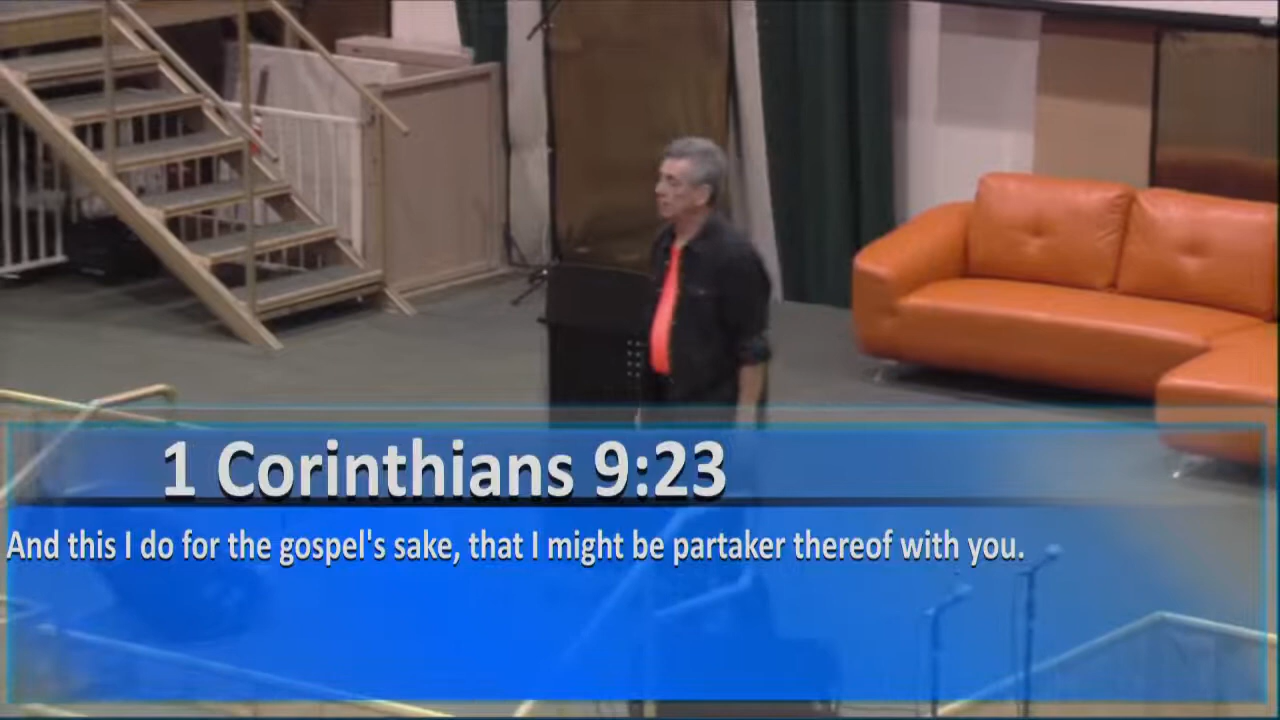 1 Corinthians 9:23
And this I do for the gospel's sake, that I might be partaker thereof with you.